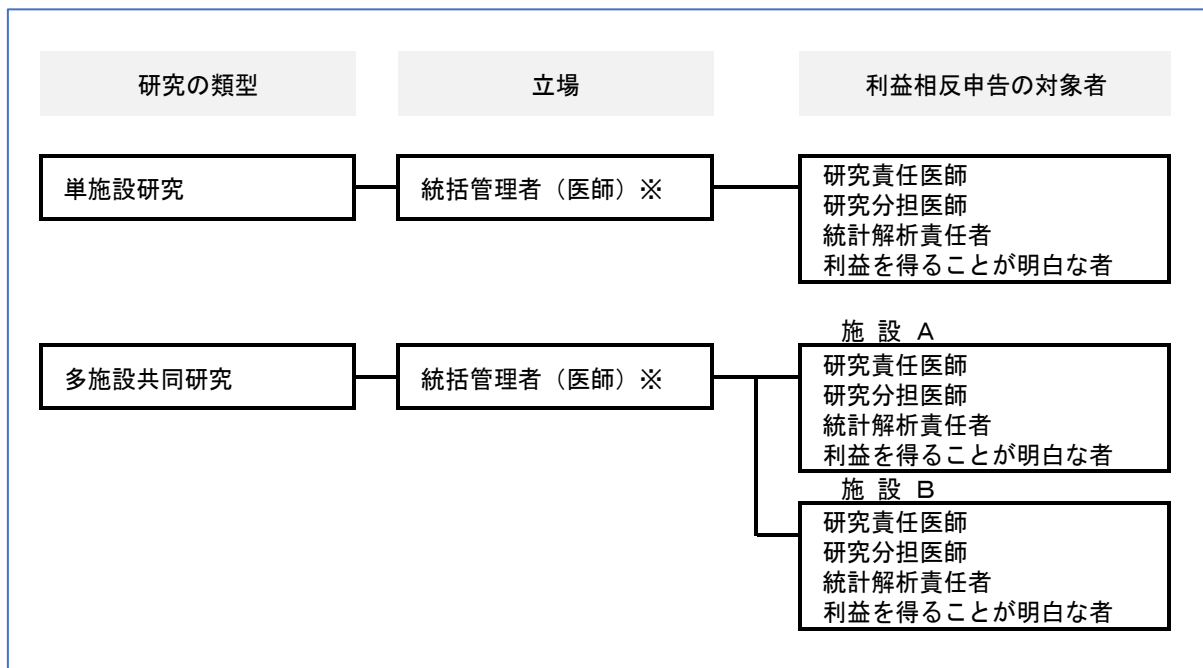 研究の類型
立場
利益相反申告の対象者
単施設研究
統括管理者（医師）※
研究責任医師
研究分担医師
統計解析責任者
利益を得ることが明白な者
多施設共同研究
統括管理者（医師）※
施設 A
研究責任医師
研究分担医師
統計解析責任者
利益を得ることが明白な者
施設 B
研究責任医師
研究分担医師
統計解析責任者
利益を得ることが明白な者